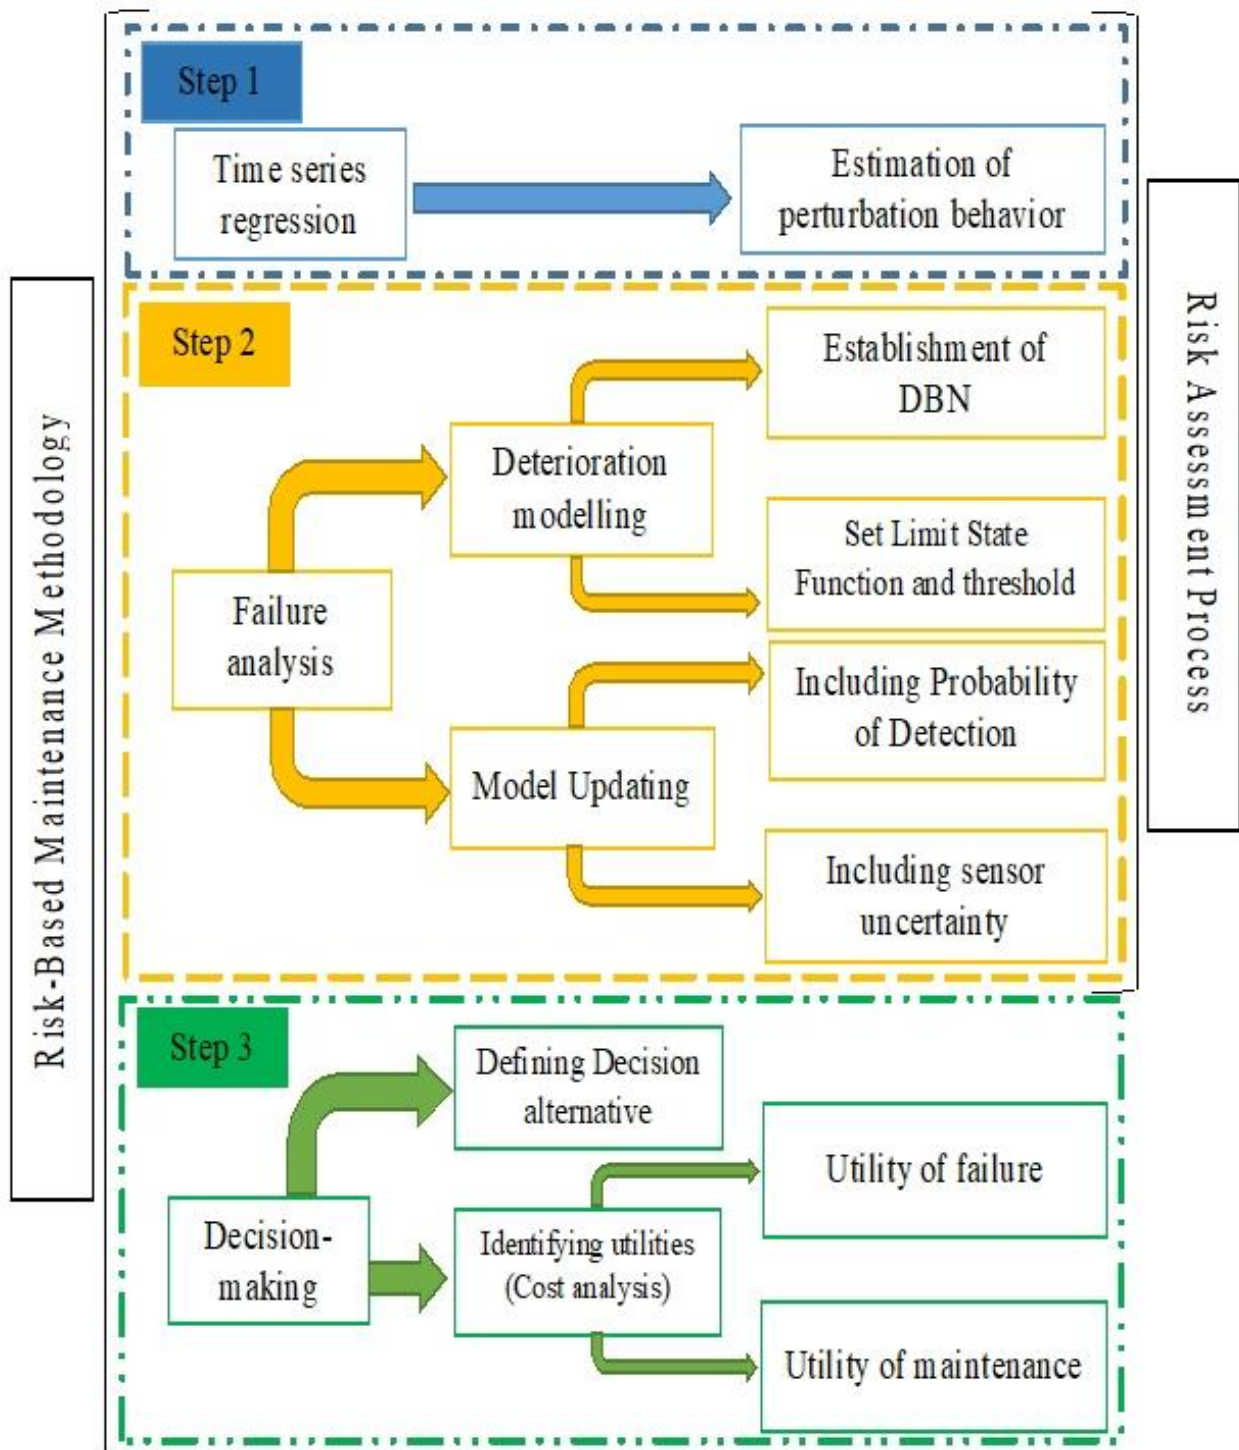 Step 1
Time series
regression
Estimation of
perturbation behavior
Risk-Based Maintenance Methodology
Risk Assessment Process
Step 2
Failure
analysis
Deterioration
modelling
Establishment of
DBN
Set Limit State
Function and threshold
Model Updating
Including Probability
of Detection
Including sensor
uncertainty
Step 3
Decision-
making
Defining Decision
alternative
Identifying utilities
(Cost analysis)
Utility of failure
Utility of maintenance